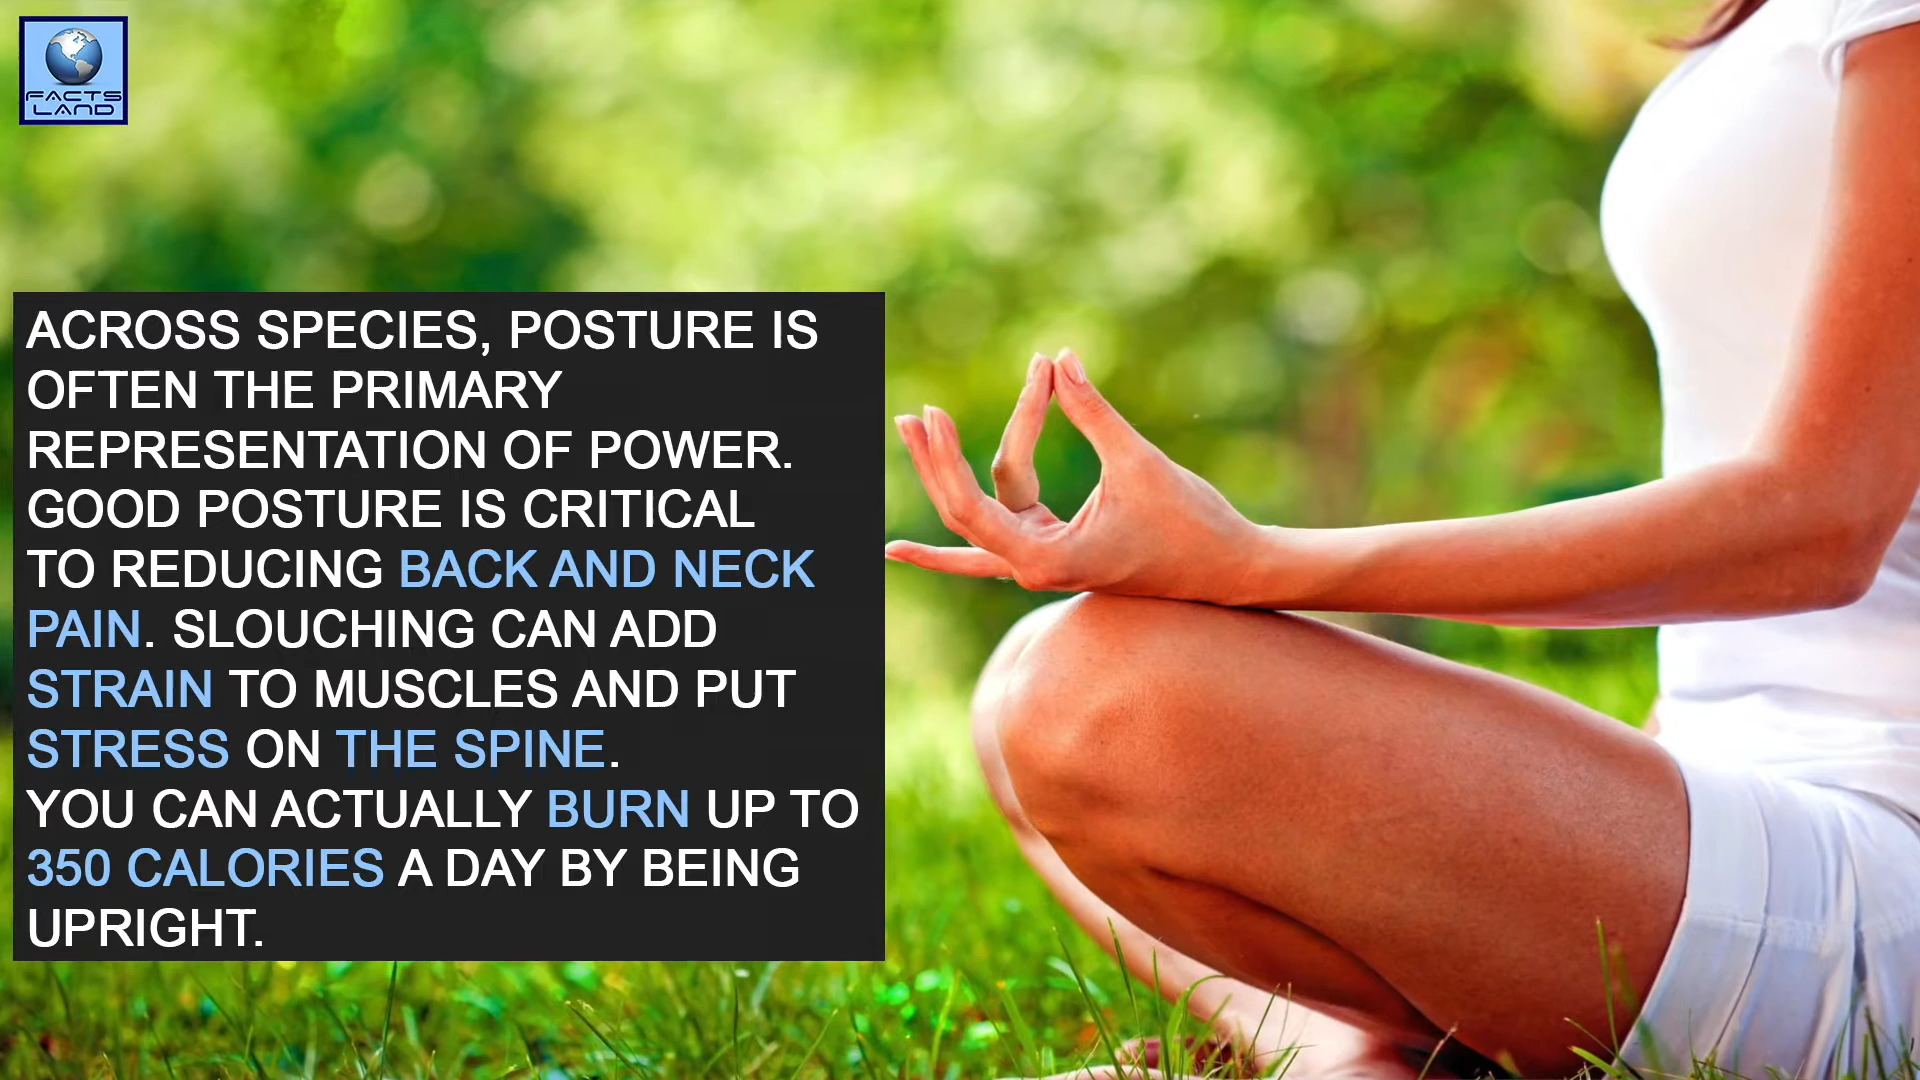 FACTS
LAND
ACROSS SPECIES, POSTURE IS
OFTEN THE PRIMARY
REPRESENTATION OF POWER.
GOOD POSTURE IS CRITICAL
TO REDUCING BACK AND NECK
PAIN. SLOUCHING CAN ADD
STRAIN TO MUSCLES AND PUT
STRESS ON THE SPINE.
YOU CAN ACTUALLY BURN UP TO
350 CALORIES A DAY BY BEING
UPRIGHT.